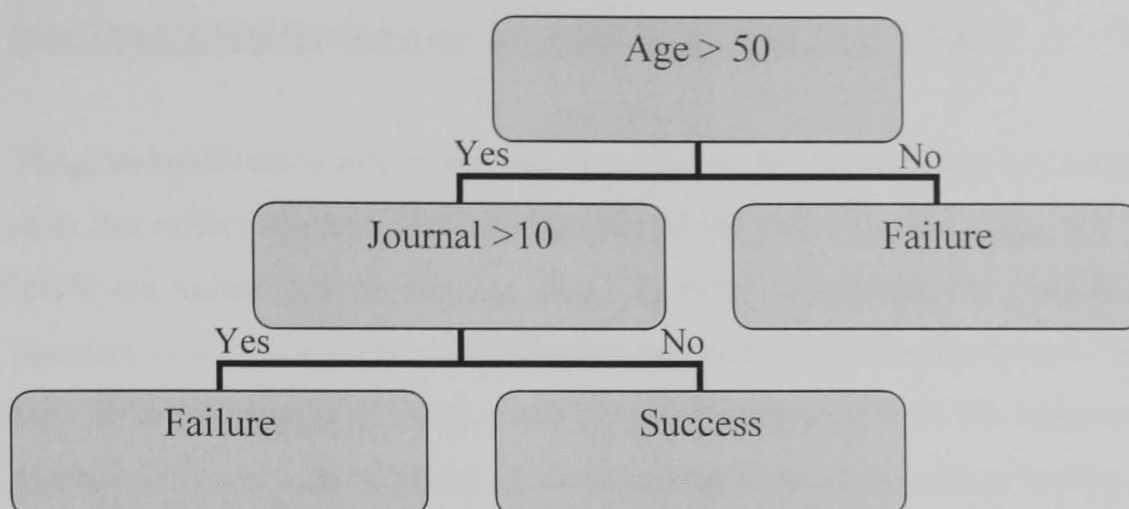 Age > 50
Yes
No
Journal >10
Failure
Yes
No
Failure
Success